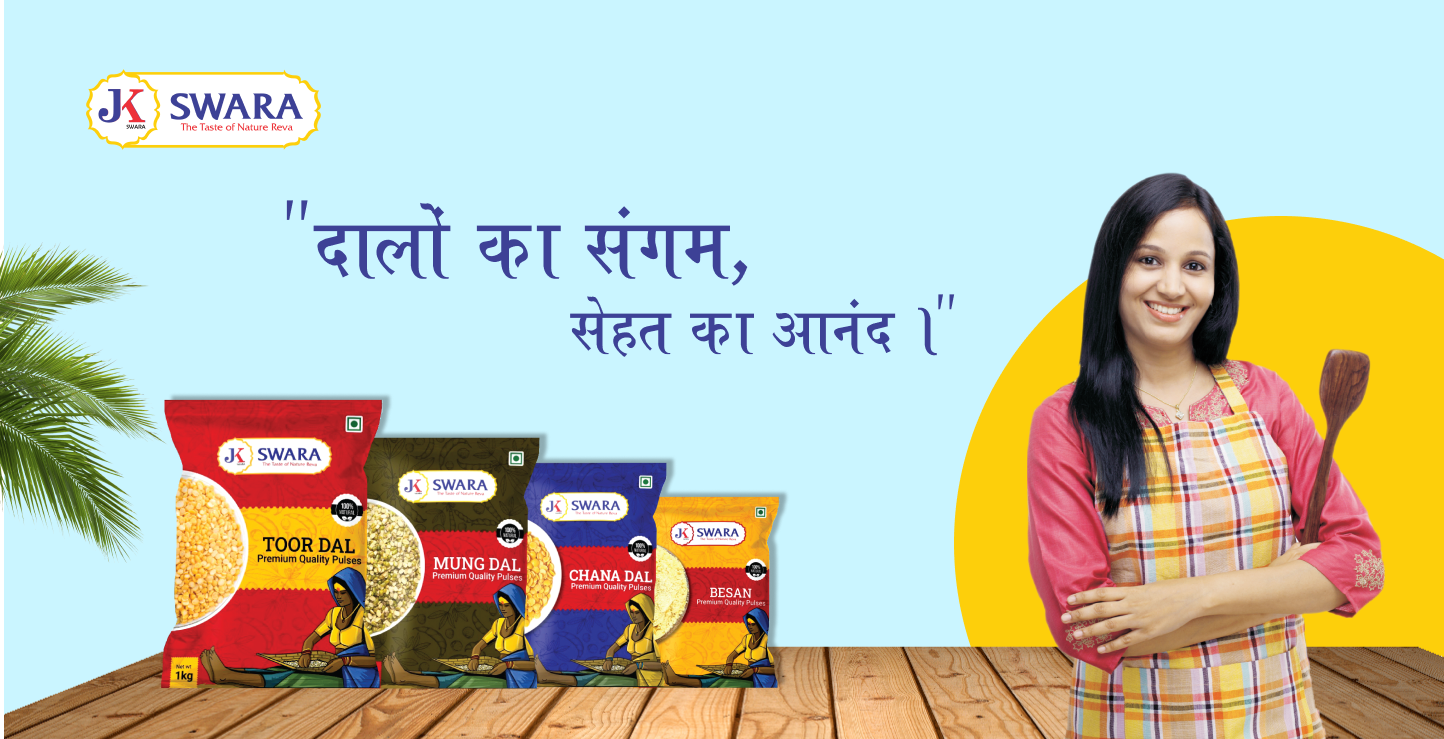 JK SWARA
SWARA
The Taste of Nature Reva
"दालों का संगम,
सेहत का आनंद ।"
JK SWARA
The Taste of Nature Reva
100%
NATURAL
TOOR DAL
Premium Quality Pulses
Net wt
1kg
JK SWARA
The Taste of Nature Reva
100%
NATURAL
MUNG DAL
Premium Quality Pulses
JK SWARA
The Taste of Nature Reva
100%
NATURAL
CHANA DAL
Premium Quality Pulses
JK SWARA
The Taste of Nature Reva
100%
NATURAL
BESAN
Premium Quality Pulses